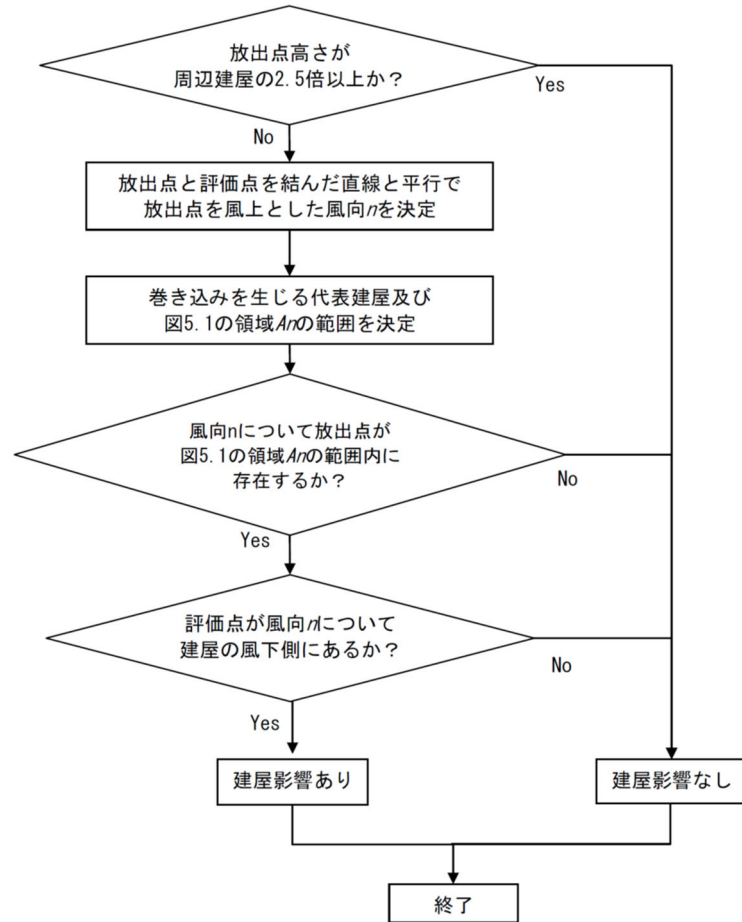 放出点高さが
周辺建屋の2.5倍以上か？
Yes
No
放出点と評価点を結んだ直線と平行で
放出点を風上とした風向nを決定
巻き込みを生じる代表建屋及び
図5.1の領域Anの範囲を決定
風向nについて放出点が
図5.1の領域Anの範囲内に
存在するか？
No
Yes
評価点が風向nについて
建屋の風下側にあるか？
No
Yes
建屋影響あり
建屋影響なし
終了